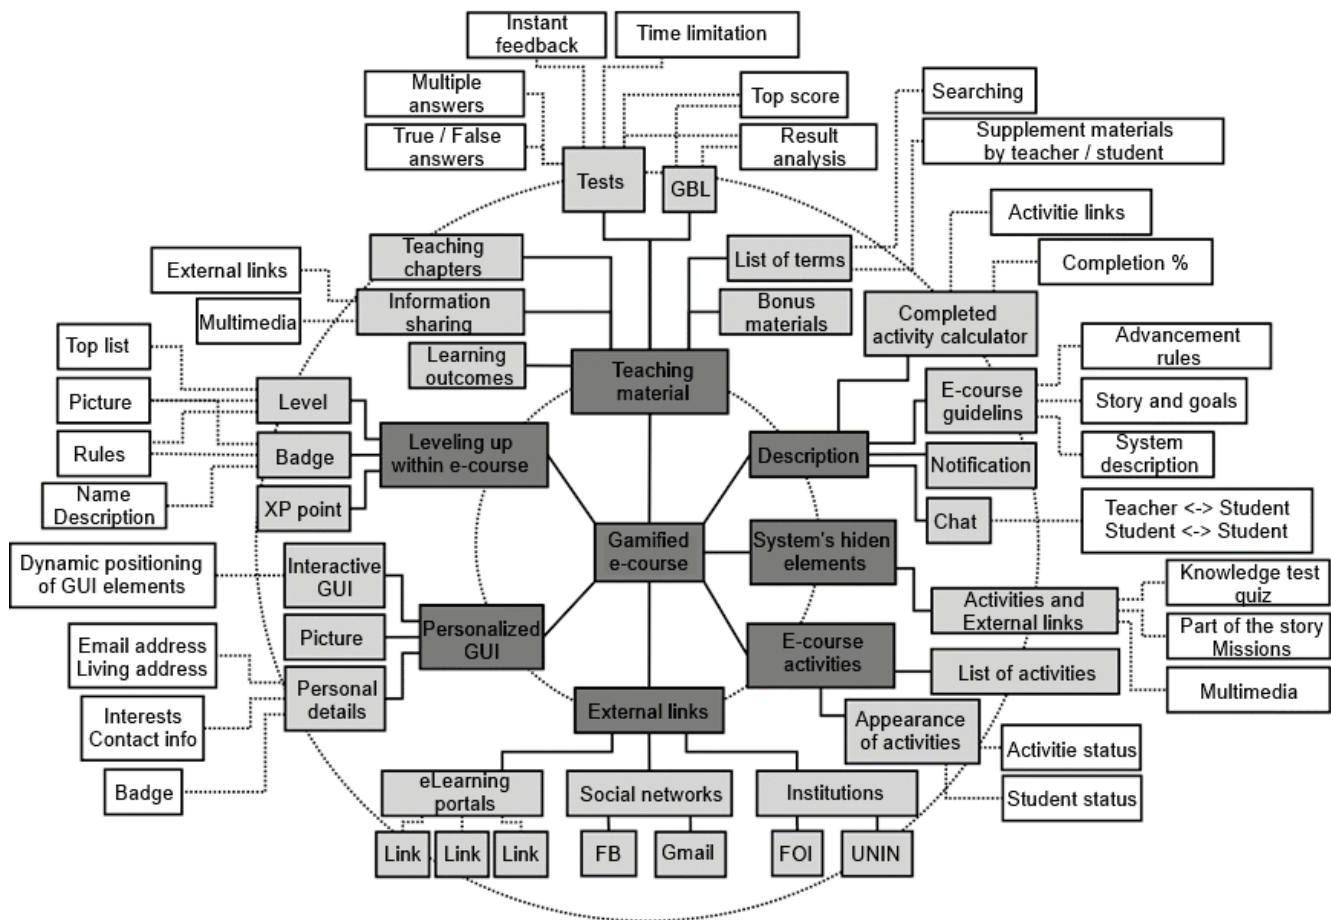 Instant
feedback
Time limitation
Multiple
answers
Top score
Searching
True / False
answers
Result
analysis
Supplement materials
by teacher / student
Tests
GBL
Activitie links
Teaching
chapters
List of terms
External links
Completion %
Information
sharing
Bonus
materials
Completed
activity calculator
Multimedia
Top list
Learning
outcomes
Teaching
material
Advancement
rules
Picture
Level
E-course
guidelins
Story and goals
Rules
Badge
Leveling up
within e-course
Description
Notification
System
description
Name
Description
XP point
Chat
Teacher <-> Student
Student <-> Student
Gamified
e-course
System's hiden
elements
Dynamic positioning
of GUI elements
Interactive
GUI
Activities and
External links
Knowledge test
quiz
Picture
Personalized
GUI
E-course
activities
Part of the story
Missions
Email address
Living address
Personal
details
List of activities
Multimedia
Interests
Contact info
External links
Appearance
of activities
Activitie status
Badge
eLearning
portals
Social networks
Institutions
Student status
Link
Link
Link
FB
Gmail
FOI
UNIN